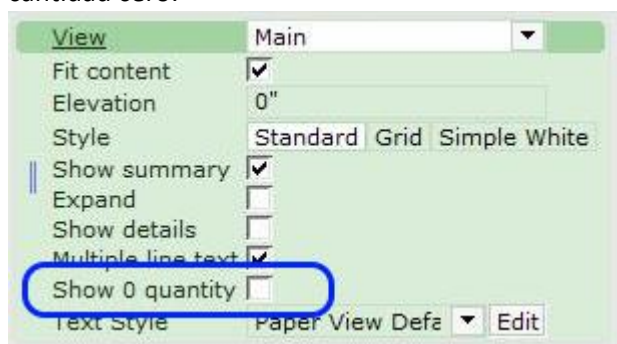 View Main
Fit content
Elevation 0"
Style Standard Grid Simple White
Show summary
Expand
Show details
Multiple line text
Show 0 quantity
Text Style Paper View Defa Edit